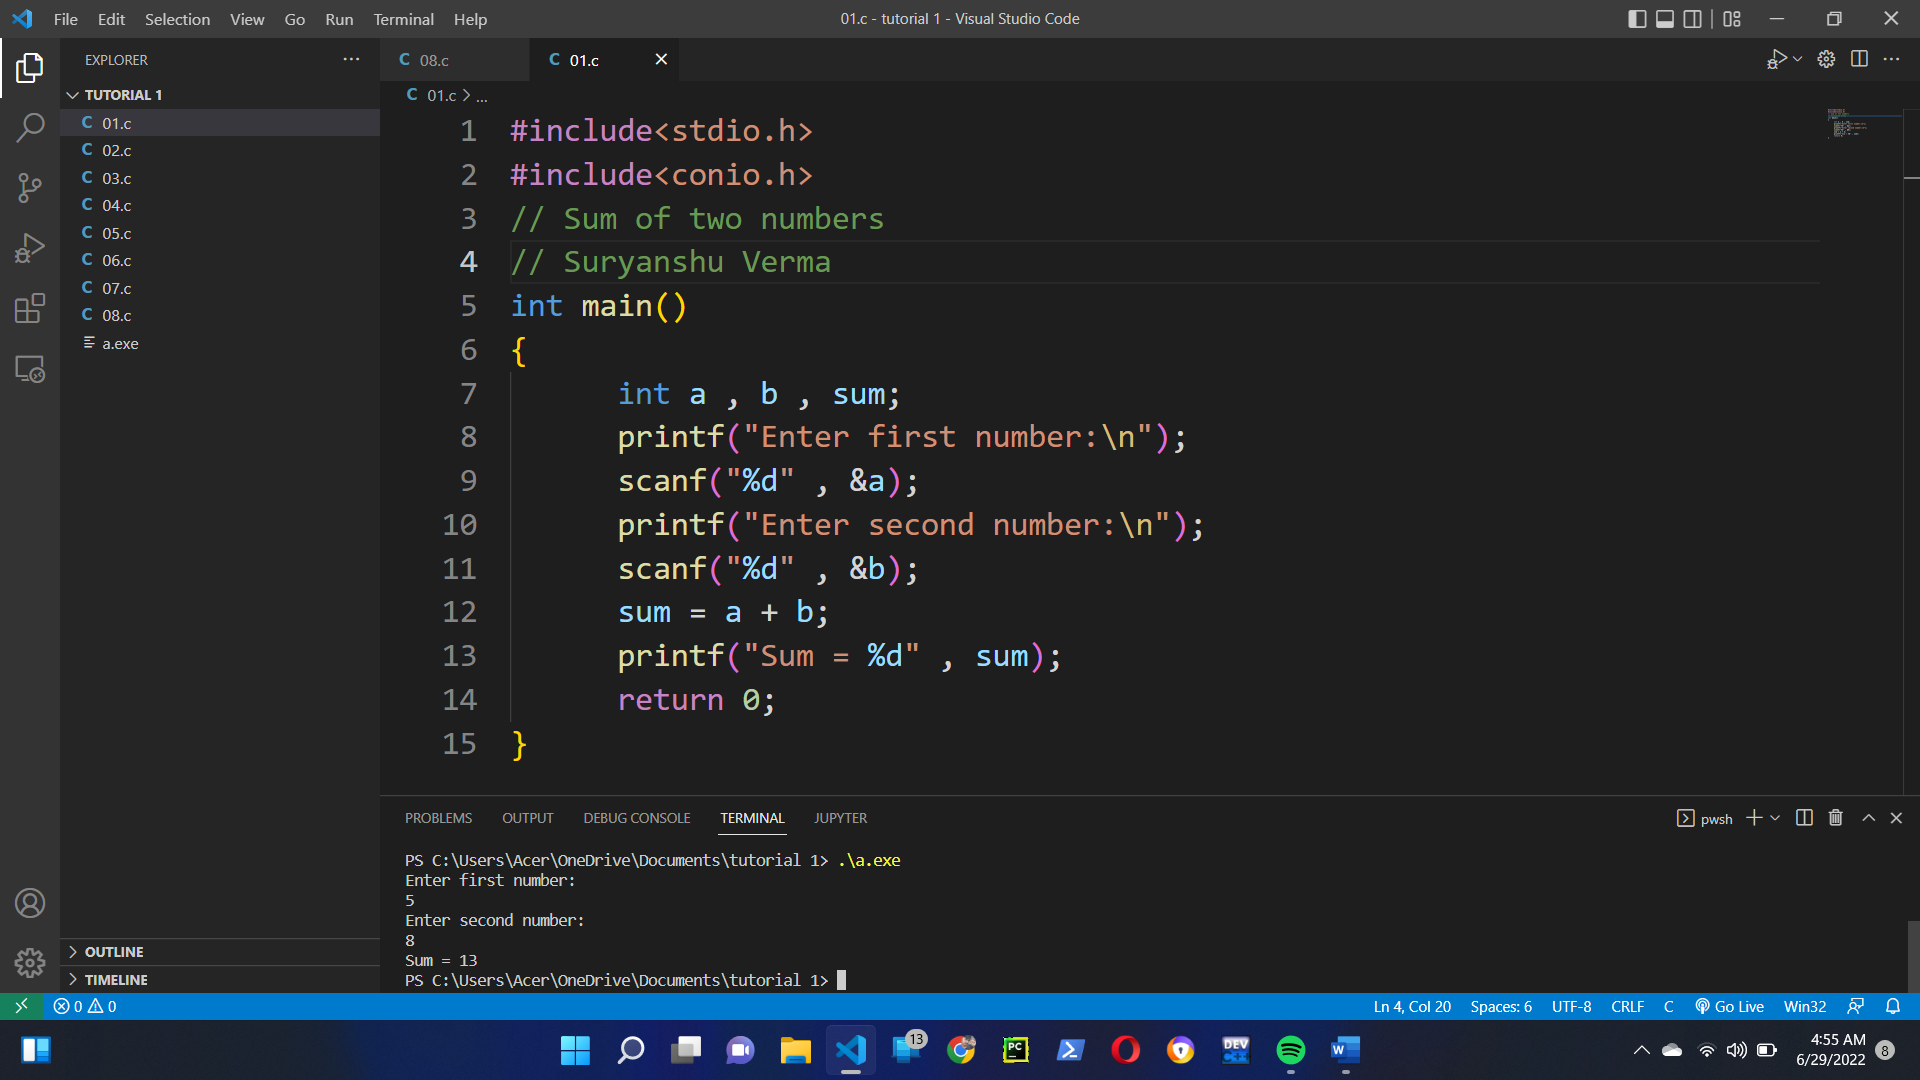 File Edit Selection View Go Run Terminal Help
01.c - tutorial 1 - Visual Studio Code
EXPLORER
TUTORIAL 1
C 01.c
C 02.c
C 03.c
C 04.c
C 05.c
C 06.c
C 07.c
C 08.c
a.exe
OUTLINE
TIMELINE
C 08.c
C 01.c
C 01.c > ...
1 #include<stdio.h>
2 #include<conio.h>
3 // Sum of two numbers
4 // Suryanshu Verma
5 int main()
6 {
7 int a , b , sum;
8 printf("Enter first number:\n");
9 scanf("%d" , &a);
10 printf("Enter second number:\n");
11 scanf("%d" , &b);
12 sum = a + b;
13 printf("Sum = %d" , sum);
14 return 0;
15 }
PROBLEMS OUTPUT DEBUG CONSOLE TERMINAL JUPYTER
pwsh
PS C:\Users\Acer\OneDrive\Documents\tutorial 1> .\a.exe
Enter first number:
5
Enter second number:
8
Sum = 13
PS C:\Users\Acer\OneDrive\Documents\tutorial 1>
0 0
Ln 4, Col 20 Spaces: 6 UTF-8 CRLF C Go Live Win32
13
PC
DEV
C++
W
4:55 AM
6/29/2022
8